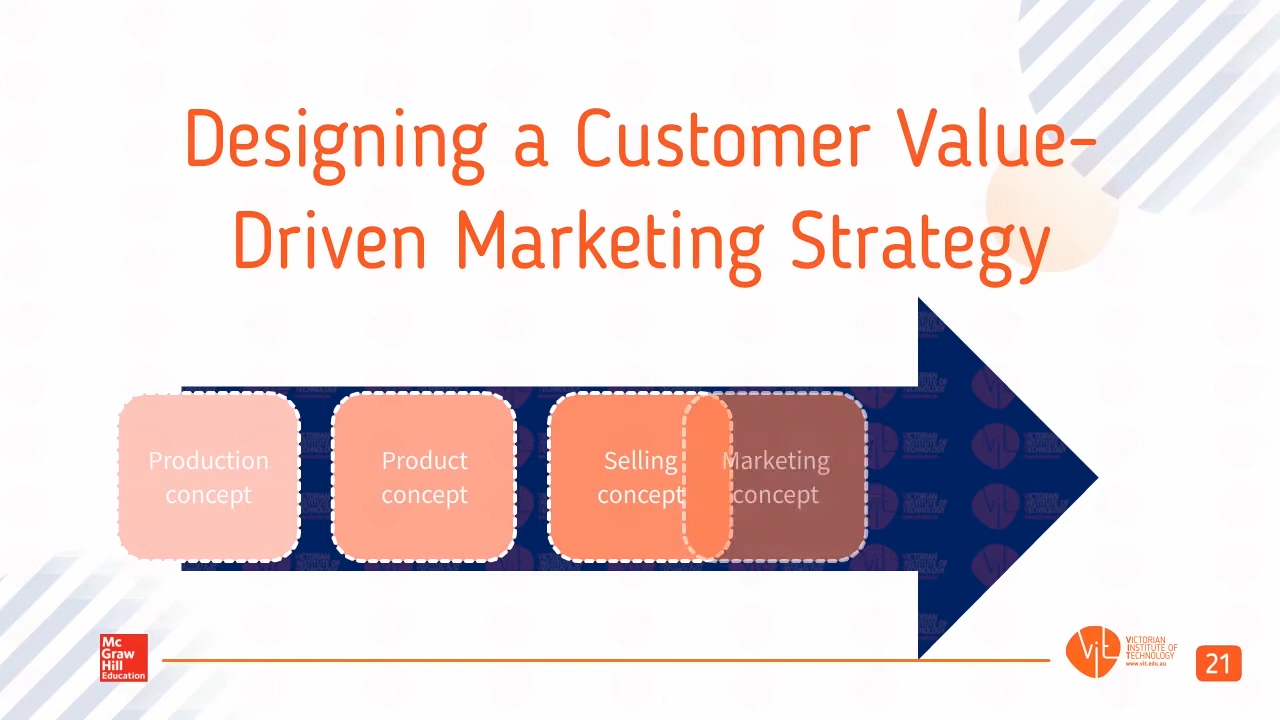 Designing a Customer Value-
Driven Marketing Strategy
Production
concept
Product
concept
Selling
concept
Marketing
concept
Mc
Graw
Hill
Education
vit
VICTORIAN
INSTITUTE OF
TECHNOLOGY
www.vit.edu.au
21